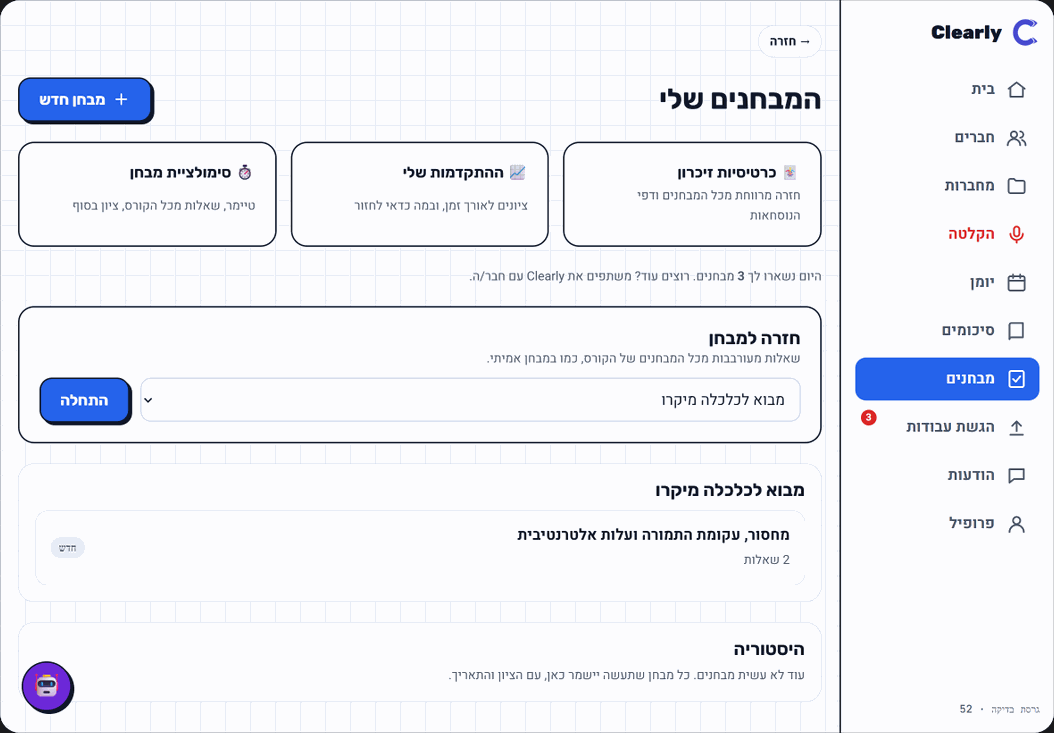 Clearly
בית
חברים
מחברות
הקלטה
יומן
סיכומים
מבחנים
הגשת עבודות
3
הודעות
פרופיל
גרסת בדיקה · 52
→ חזרה
המבחנים שלי
+ מבחן חדש
כרטיסיות זיכרון
חזרה מרווחת מכל המבחנים ודפי
הנוסחאות
ההתקדמות שלי
ציונים לאורך זמן, ובמה כדאי לחזור
סימולציית מבחן
טיימר, שאלות מכל הקורס, ציון בסוף
היום נשארו לך 3 מבחנים. רוצים עוד? משתפים את Clearly עם חבר/ה.
חזרה למבחן
שאלות מעורבבות מכל המבחנים של הקורס, כמו במבחן אמיתי.
מבוא לכלכלה מיקרו
התחלה
מבוא לכלכלה מיקרו
מחסור, עקומת התמורה ועלות אלטרנטיבית
2 שאלות
חדש
היסטוריה
עוד לא עשית מבחנים. כל מבחן שתעשה יישמר כאן, עם הציון והתאריך.